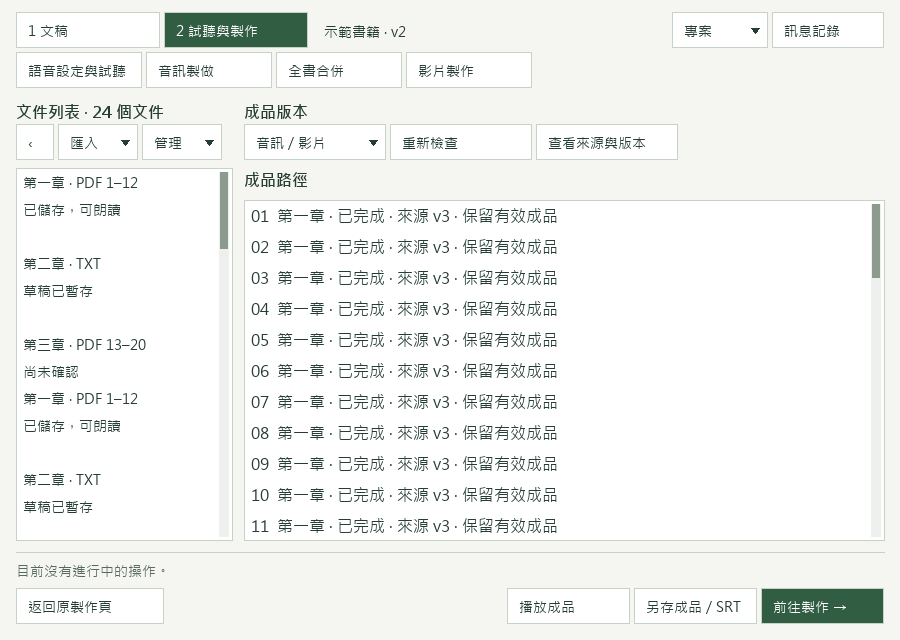 1 文稿
2 試聽與製作
示範書籍 · v2
專案
訊息記錄
語音設定與試聽
音訊製做
全書合併
影片製作
文件列表 · 24 個文件
‹
匯入
管理
第一章 · PDF 1–12
已儲存，可朗讀
第二章 · TXT
草稿已暫存
第三章 · PDF 13–20
尚未確認
第一章 · PDF 1–12
已儲存，可朗讀
第二章 · TXT
草稿已暫存
成品版本
音訊 / 影片
重新檢查
查看來源與版本
成品路徑
01 第一章 · 已完成 · 來源 v3 · 保留有效成品
02 第一章 · 已完成 · 來源 v3 · 保留有效成品
03 第一章 · 已完成 · 來源 v3 · 保留有效成品
04 第一章 · 已完成 · 來源 v3 · 保留有效成品
05 第一章 · 已完成 · 來源 v3 · 保留有效成品
06 第一章 · 已完成 · 來源 v3 · 保留有效成品
07 第一章 · 已完成 · 來源 v3 · 保留有效成品
08 第一章 · 已完成 · 來源 v3 · 保留有效成品
09 第一章 · 已完成 · 來源 v3 · 保留有效成品
10 第一章 · 已完成 · 來源 v3 · 保留有效成品
11 第一章 · 已完成 · 來源 v3 · 保留有效成品
目前沒有進行中的操作。
返回原製作頁
播放成品
另存成品 / SRT
前往製作 →